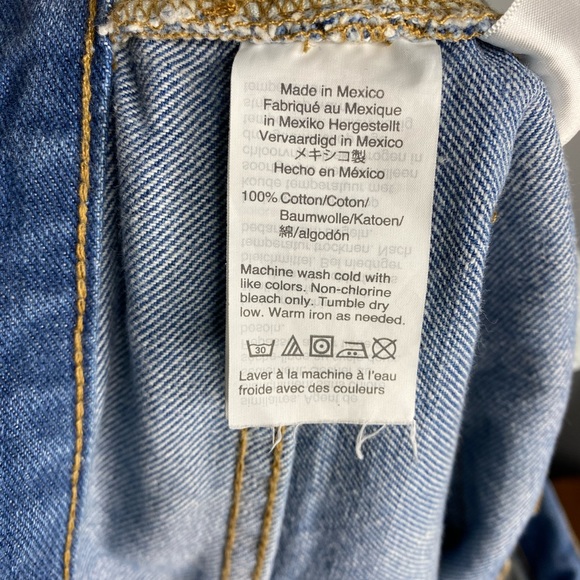 Made in Mexico
Fabriqué au Mexique
in Mexiko Hergestellt
Vervaardigd in Mexico
メキシコ製
Hecho en México
100% Cotton/Coton/
Baumwolle/Katoen/
綿/algodón
Machine wash cold with
like colors. Non-chlorine
bleach only. Tumble dry
low. Warm iron as needed.
30
Laver à la machine à l'eau
froide avec des couleurs